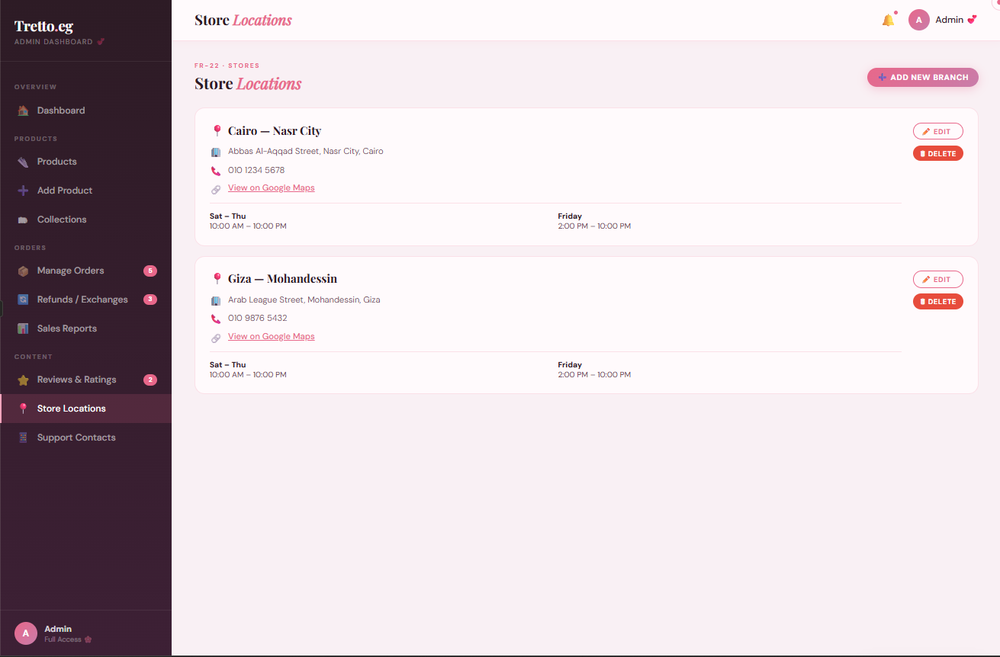 Tretto.eg
ADMIN DASHBOARD
OVERVIEW
Dashboard
PRODUCTS
Products
Add Product
Collections
ORDERS
Manage Orders 5
Refunds / Exchanges 3
Sales Reports
CONTENT
Reviews & Ratings 2
Store Locations
Support Contacts
A
Admin
Full Access
Store Locations
A Admin
FR-22 · STORES
Store Locations
ADD NEW BRANCH
Cairo — Nasr City
EDIT
Abbas Al-Aqqad Street, Nasr City, Cairo
DELETE
010 1234 5678
View on Google Maps
Sat – Thu Friday
10:00 AM – 10:00 PM 2:00 PM – 10:00 PM
Giza — Mohandessin
EDIT
Arab League Street, Mohandessin, Giza
DELETE
010 9876 5432
View on Google Maps
Sat – Thu Friday
10:00 AM – 10:00 PM 2:00 PM – 10:00 PM